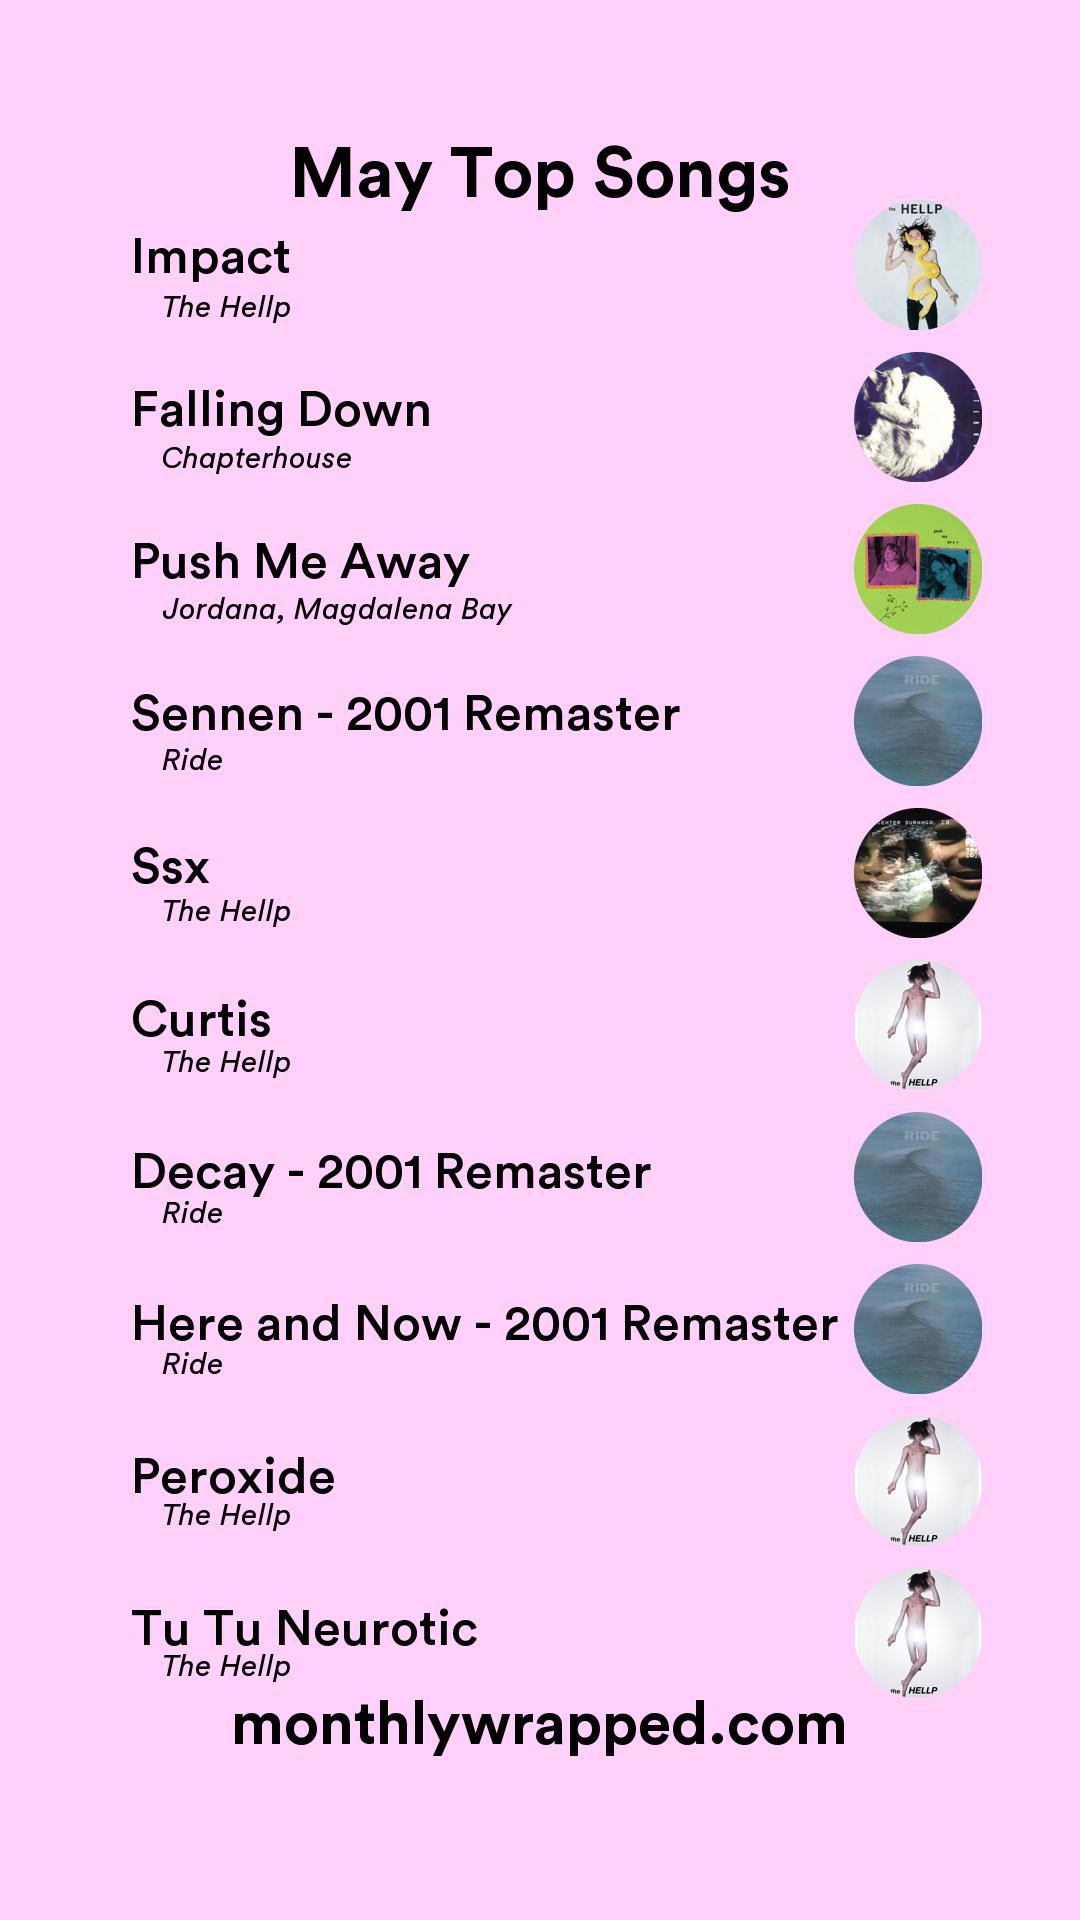 May Top Songs
the HELLP
Impact
The Hellp
Falling Down
Chapterhouse
Push Me Away
push
me
away
Jordana, Magdalena Bay
RIDE
Sennen - 2001 Remaster
Ride
CENTER DURANGO, CO
Ssx
The Hellp
Curtis
The Hellp
the HELLP
RIDE
Decay - 2001 Remaster
Ride
RIDE
Here and Now - 2001 Remaster
Ride
Peroxide
The Hellp
the HELLP
Tu Tu Neurotic
The Hellp
the HELLP
monthlywrapped.com